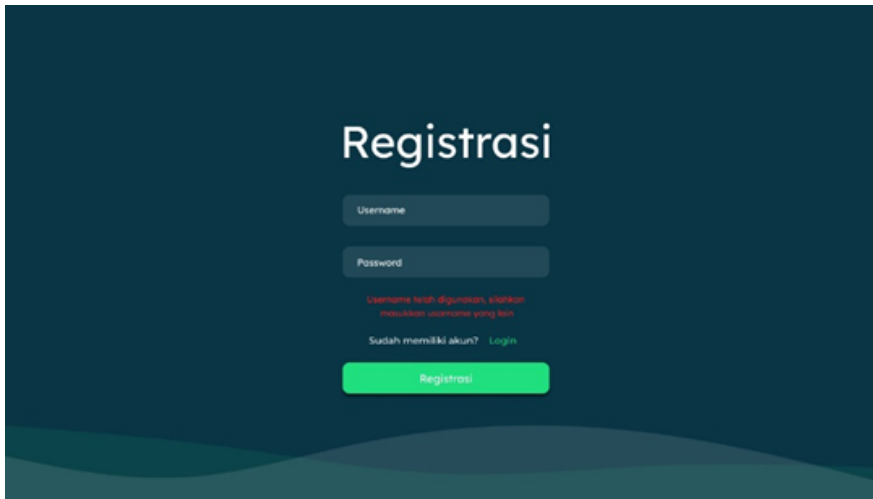 Registrasi
Username
Password
Username telah digunakan, silahkan
masukkan username yang lain
Sudah memiliki akun? Login
Registrasi